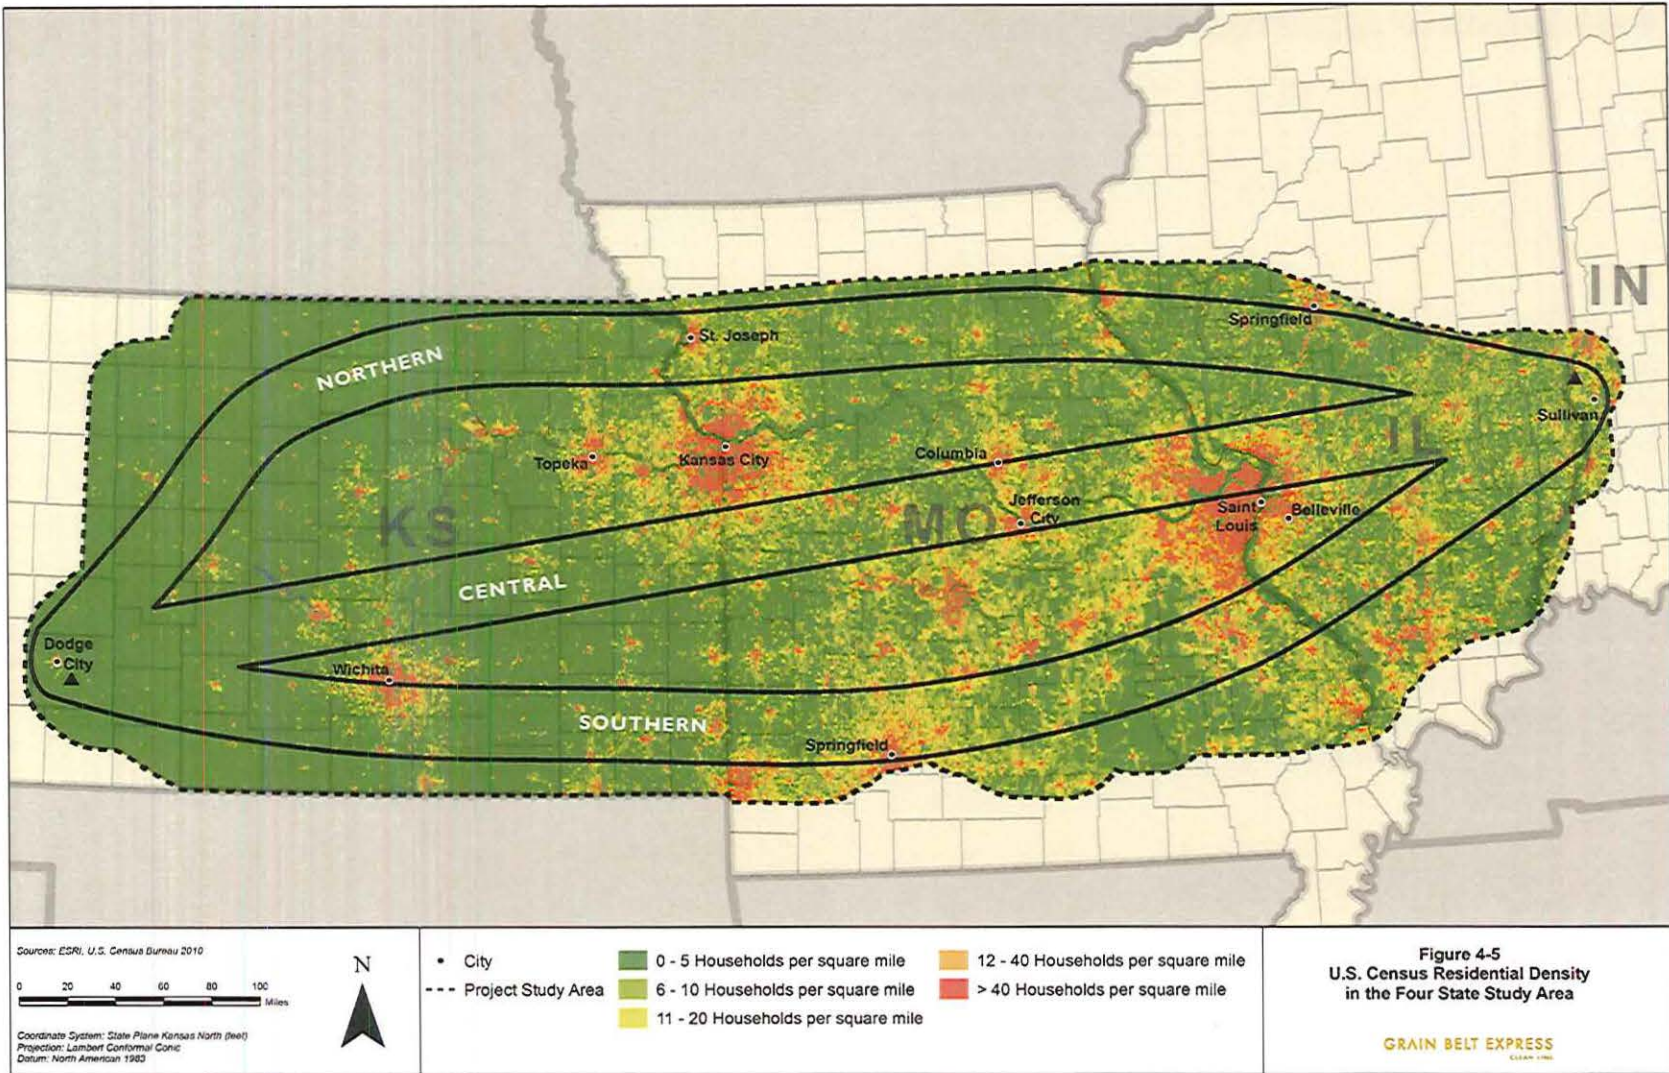 IN
NORTHERN
St. Joseph
Springfield
Sullivan
IL
Topeka
Kansas City
Columbia
KS
MO
Jefferson
City
Saint
Louis
Belleville
CENTRAL
Dodge
City
Wichita
SOUTHERN
Springfield
Sources: ESRI, U.S. Census Bureau 2010
0 20 40 60 80 100
Miles
Coordinate System: State Plane Kansas North (feet)
Projection: Lambert Conformal Conic
Datum: North American 1983
N
City
Project Study Area
0 - 5 Households per square mile
6 - 10 Households per square mile
11 - 20 Households per square mile
12 - 40 Households per square mile
> 40 Households per square mile
Figure 4-5
U.S. Census Residential Density
in the Four State Study Area
GRAIN BELT EXPRESS
CLEAN LINE